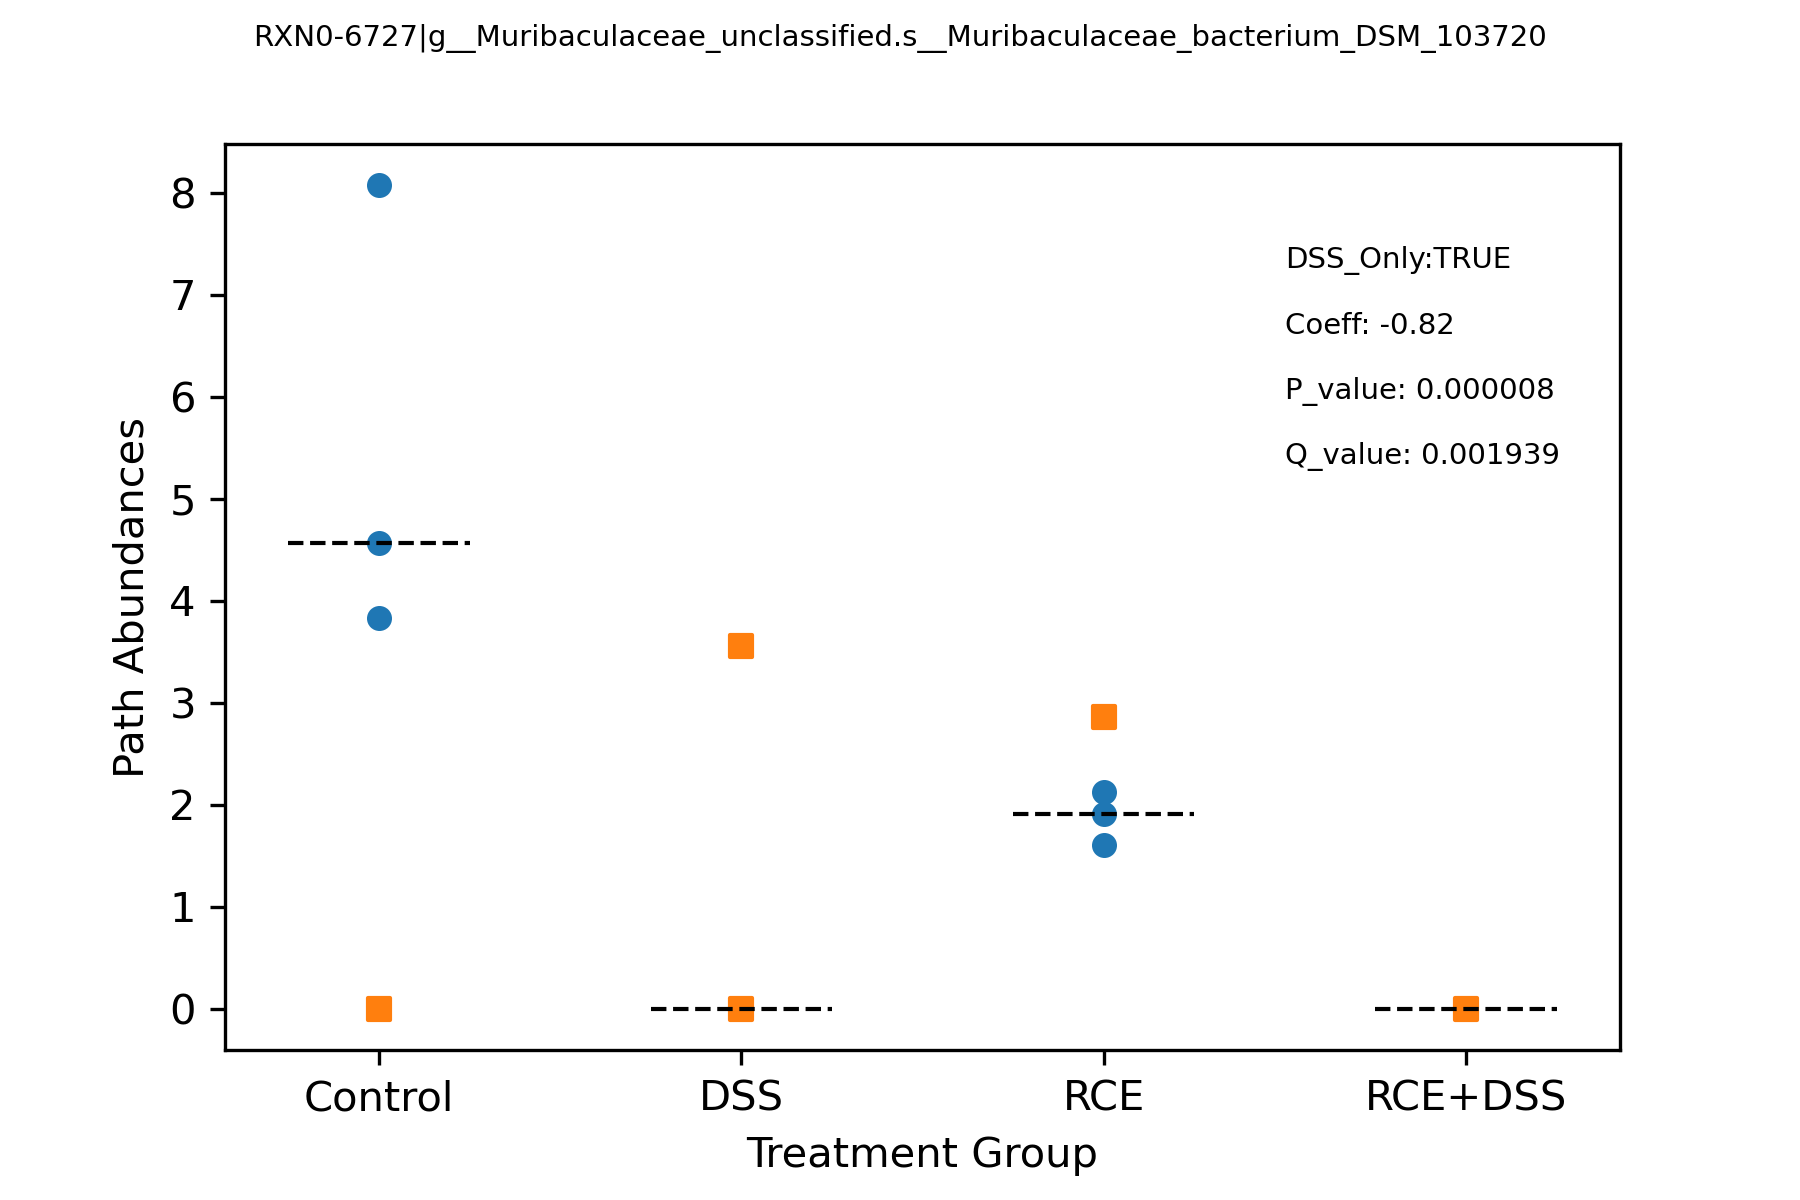 RXN0-6727|g__Muribaculaceae_unclassified.s__Muribaculaceae_bacterium_DSM_103720
8
7
6
5
4
3
2
1
0
Path Abundances
DSS_Only:TRUE
Coeff: -0.82
P_value: 0.000008
Q_value: 0.001939
Control DSS RCE RCE+DSS
Treatment Group